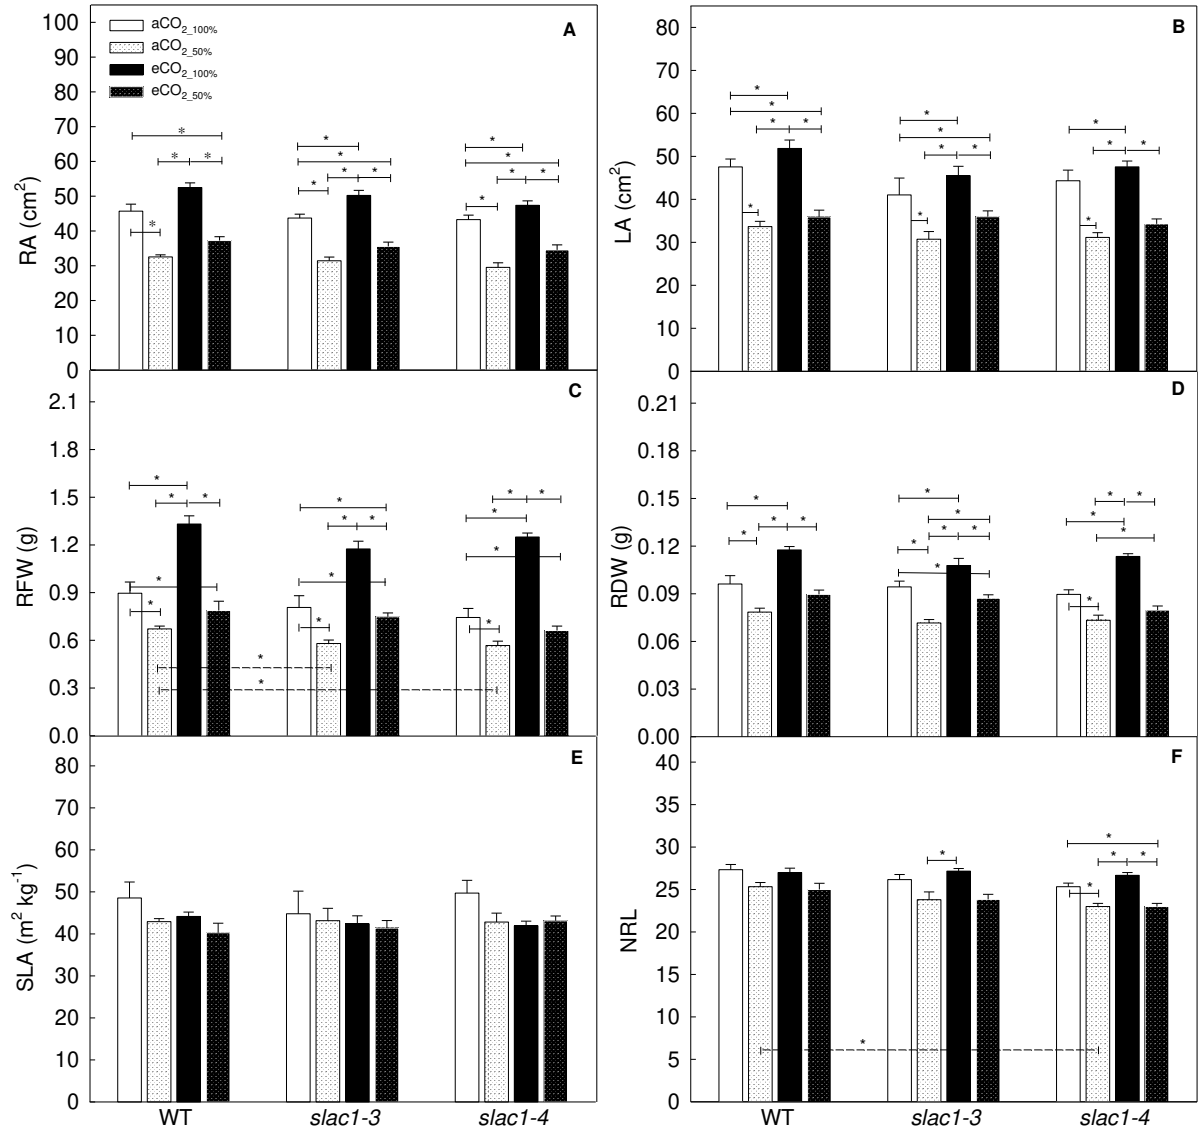 A
aCO2_100%
aCO2_50%
eCO2_100%
eCO2_50%
RA (cm²)
100
90
80
70
60
50
40
30
20
10
0
* * * * *
* * * * *
* * * * *
B
LA (cm²)
80
70
60
50
40
30
20
10
0
* * * * *
* * * * *
* * * *
C
RFW (g)
2.1
1.8
1.5
1.2
0.9
0.6
0.3
0.0
* * * * *
* * * * *
* * * * *
*
*
D
RDW (g)
0.21
0.18
0.15
0.12
0.09
0.06
0.03
0.00
* * * *
* * * * * *
* * * * *
E
SLA (m² kg⁻¹)
80
70
60
50
40
30
20
10
0
WT
slac1-3
slac1-4
F
NRL
40
35
30
25
20
15
10
5
0
*
* * * *
*
WT
slac1-3
slac1-4